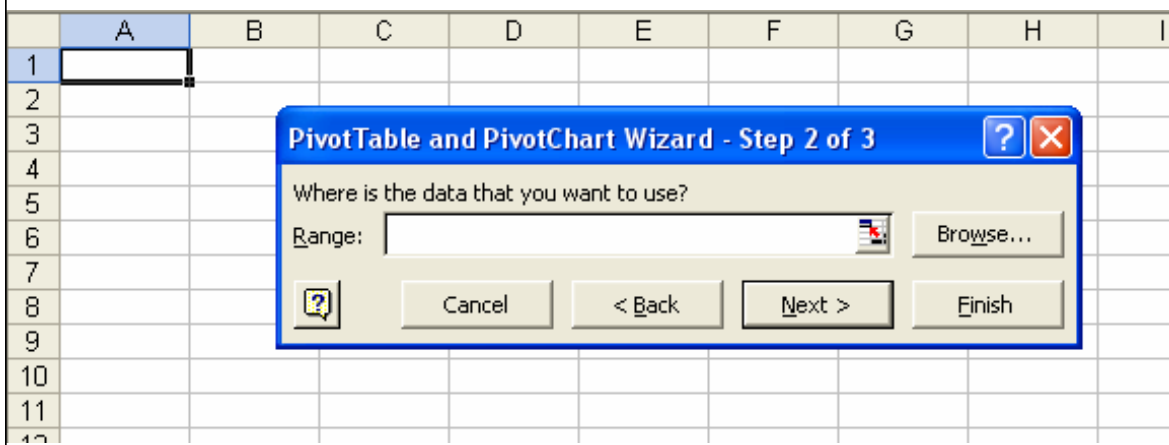 A B C D E F G H I
1
2
3
PivotTable and PivotChart Wizard - Step 2 of 3 ?
4
5
Where is the data that you want to use?
6
Range: Browse...
7
8
? Cancel < Back Next > Finish
9
10
11
12